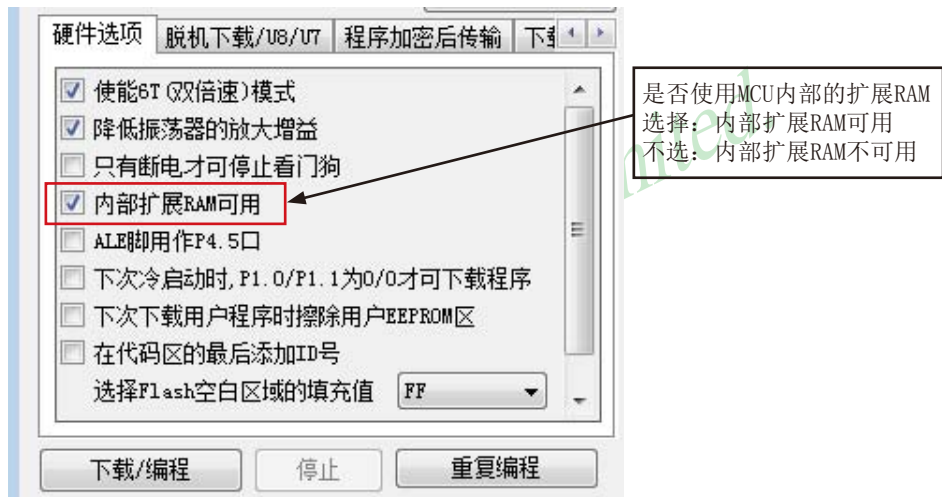 硬件选项 脱机下载/U8/U7 程序加密后传输
使能6T(双倍速)模式
降低振荡器的放大增益
只有断电才可停止看门狗
内部扩展RAM可用
ALE脚用作P4.5口
下次冷启动时,P1.0/P1.1为0/0才可下载程序
下次下载用户程序时擦除用户EEPROM区
在代码区的最后添加ID号
选择Flash空白区域的填充值 FF
下载/编程 停止 重复编程
是否使用MCU内部的扩展RAM
选择：内部扩展RAM可用
不选：内部扩展RAM不可用